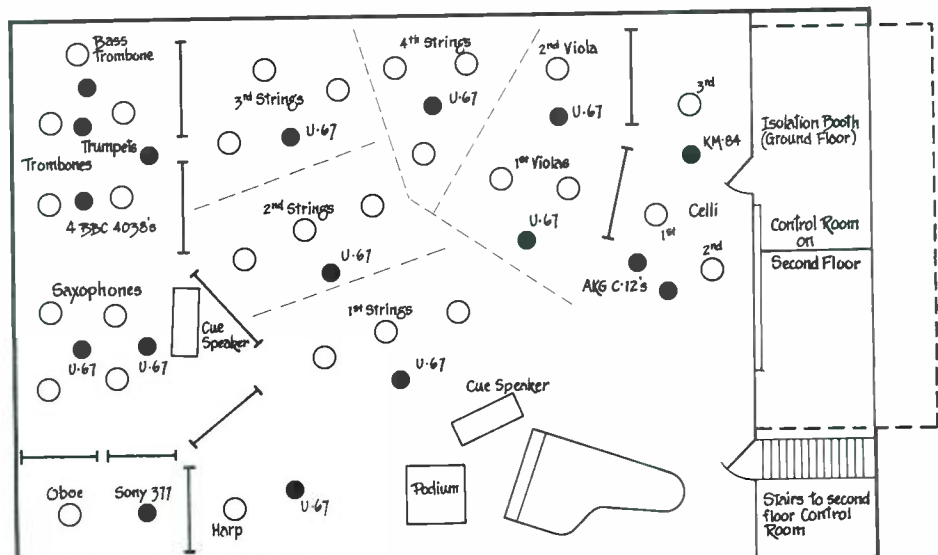 Bass
Trombone
Trumpets
Trombones
4 BBC 4038's
3rd Strings
U-67
4th Strings
U-67
2nd Viola
U-67
3rd
KM-84
Isolation Booth
(Ground Floor)
1st Violas
U-67
2nd Strings
U-67
Celli
1st
2nd
AKG C-12's
Control Room
on
Second Floor
Saxophones
U-67
U-67
Cue
Speaker
1st Strings
U-67
Cue Speaker
Oboe
Sony 377
Harp
U-67
Podium
Stairs to second
floor Control
Room